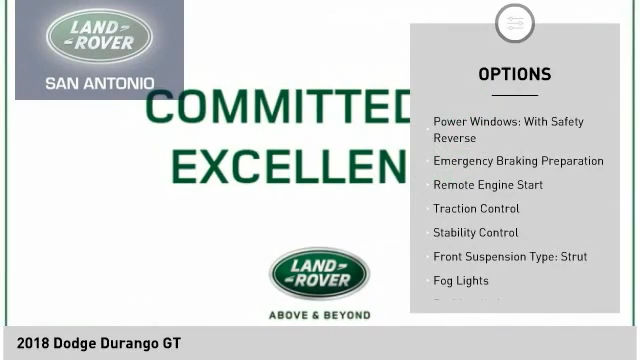 LAND
ROVER
SAN ANTONIO
COMMITTED
EXCELLEN
LAND
ROVER
ABOVE & BEYOND
OPTIONS
Power Windows: With Safety
Reverse
Emergency Braking Preparation
Remote Engine Start
Traction Control
Stability Control
Front Suspension Type: Strut
Fog Lights
2018 Dodge Durango GT